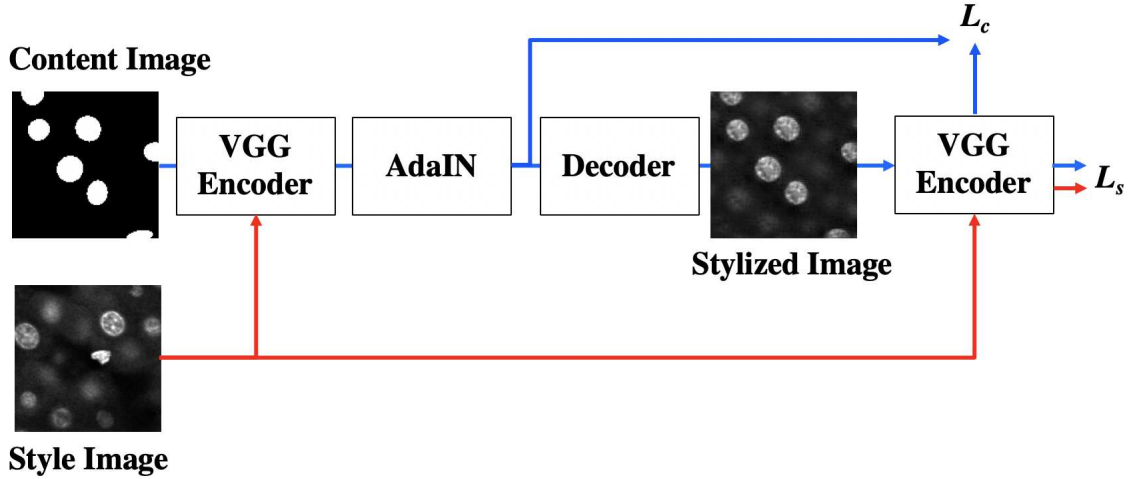 L_c
Content Image
VGG
Encoder
AdaIN
Decoder
VGG
Encoder
L_s
Stylized Image
Style Image